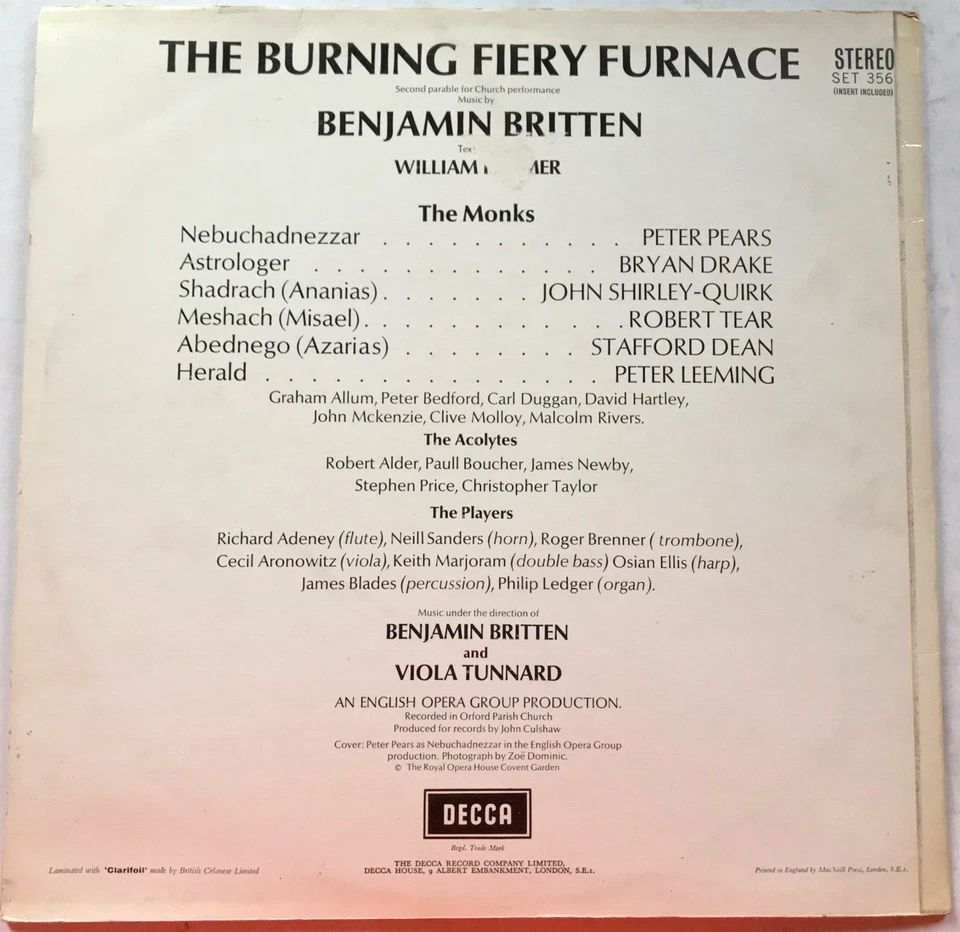 THE BURNING FIERY FURNACE
STEREO
SET 356
(INSERT INCLUDED)
Second parable for Church performance
Music by
BENJAMIN BRITTEN
WILLIAM
The Monks
Nebuchadnezzar . . . . . . . . . . . PETER PEARS
Astrologer . . . . . . . . . . . . . BRYAN DRAKE
Shadrach (Ananias) . . . . . . . JOHN SHIRLEY-QUIRK
Meshach (Misael) . . . . . . . . . . . . ROBERT TEAR
Abednego (Azarias) . . . . . . . . STAFFORD DEAN
Herald . . . . . . . . . . . . . . . PETER LEEMING
Graham Allum, Peter Bedford, Carl Duggan, David Hartley,
John Mckenzie, Clive Molloy, Malcolm Rivers.
The Acolytes
Robert Alder, Paull Boucher, James Newby,
Stephen Price, Christopher Taylor
The Players
Richard Adeney (flute), Neill Sanders (horn), Roger Brenner ( trombone),
Cecil Aronowitz (viola), Keith Marjoram (double bass) Osian Ellis (harp),
James Blades (percussion), Philip Ledger (organ).
Music under the direction of
BENJAMIN BRITTEN
and
VIOLA TUNNARD
AN ENGLISH OPERA GROUP PRODUCTION.
Recorded in Orford Parish Church
Produced for records by John Culshaw
Cover: Peter Pears as Nebuchadnezzar in the English Opera Group
production. Photograph by Zoë Dominic.
© The Royal Opera House Covent Garden
DECCA
Regd. Trade Mark
Laminated with 'Clarifoil' made by British Celanese Limited
THE DECCA RECORD COMPANY LIMITED,
DECCA HOUSE, 9 ALBERT EMBANKMENT, LONDON, S.E.1.
Printed in England by MacNeill Press, London, S.E.1.